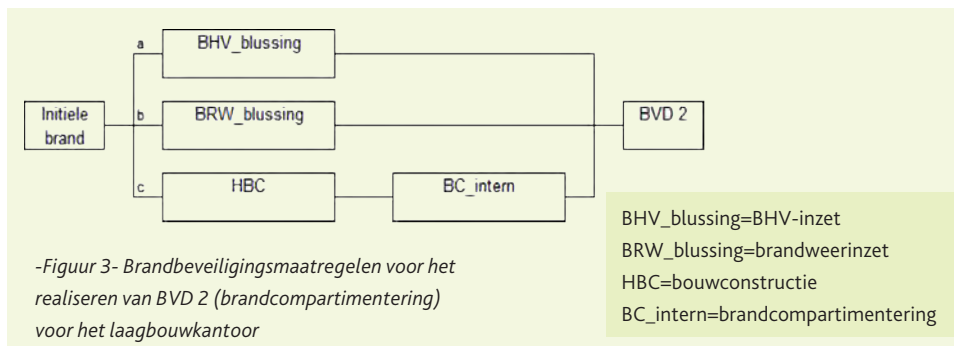 a
BHV_blussing
Initiele
brand
b
BRW_blussing
BVD 2
c
HBC
BC_intern
-Figuur 3- Brandbeveiligingsmaatregelen voor het
realiseren van BVD 2 (brandcompartimentering)
voor het laagbouwkantoor
BHV_blussing=BHV-inzet
BRW_blussing=brandweerinzet
HBC=bouwconstructie
BC_intern=brandcompartimentering